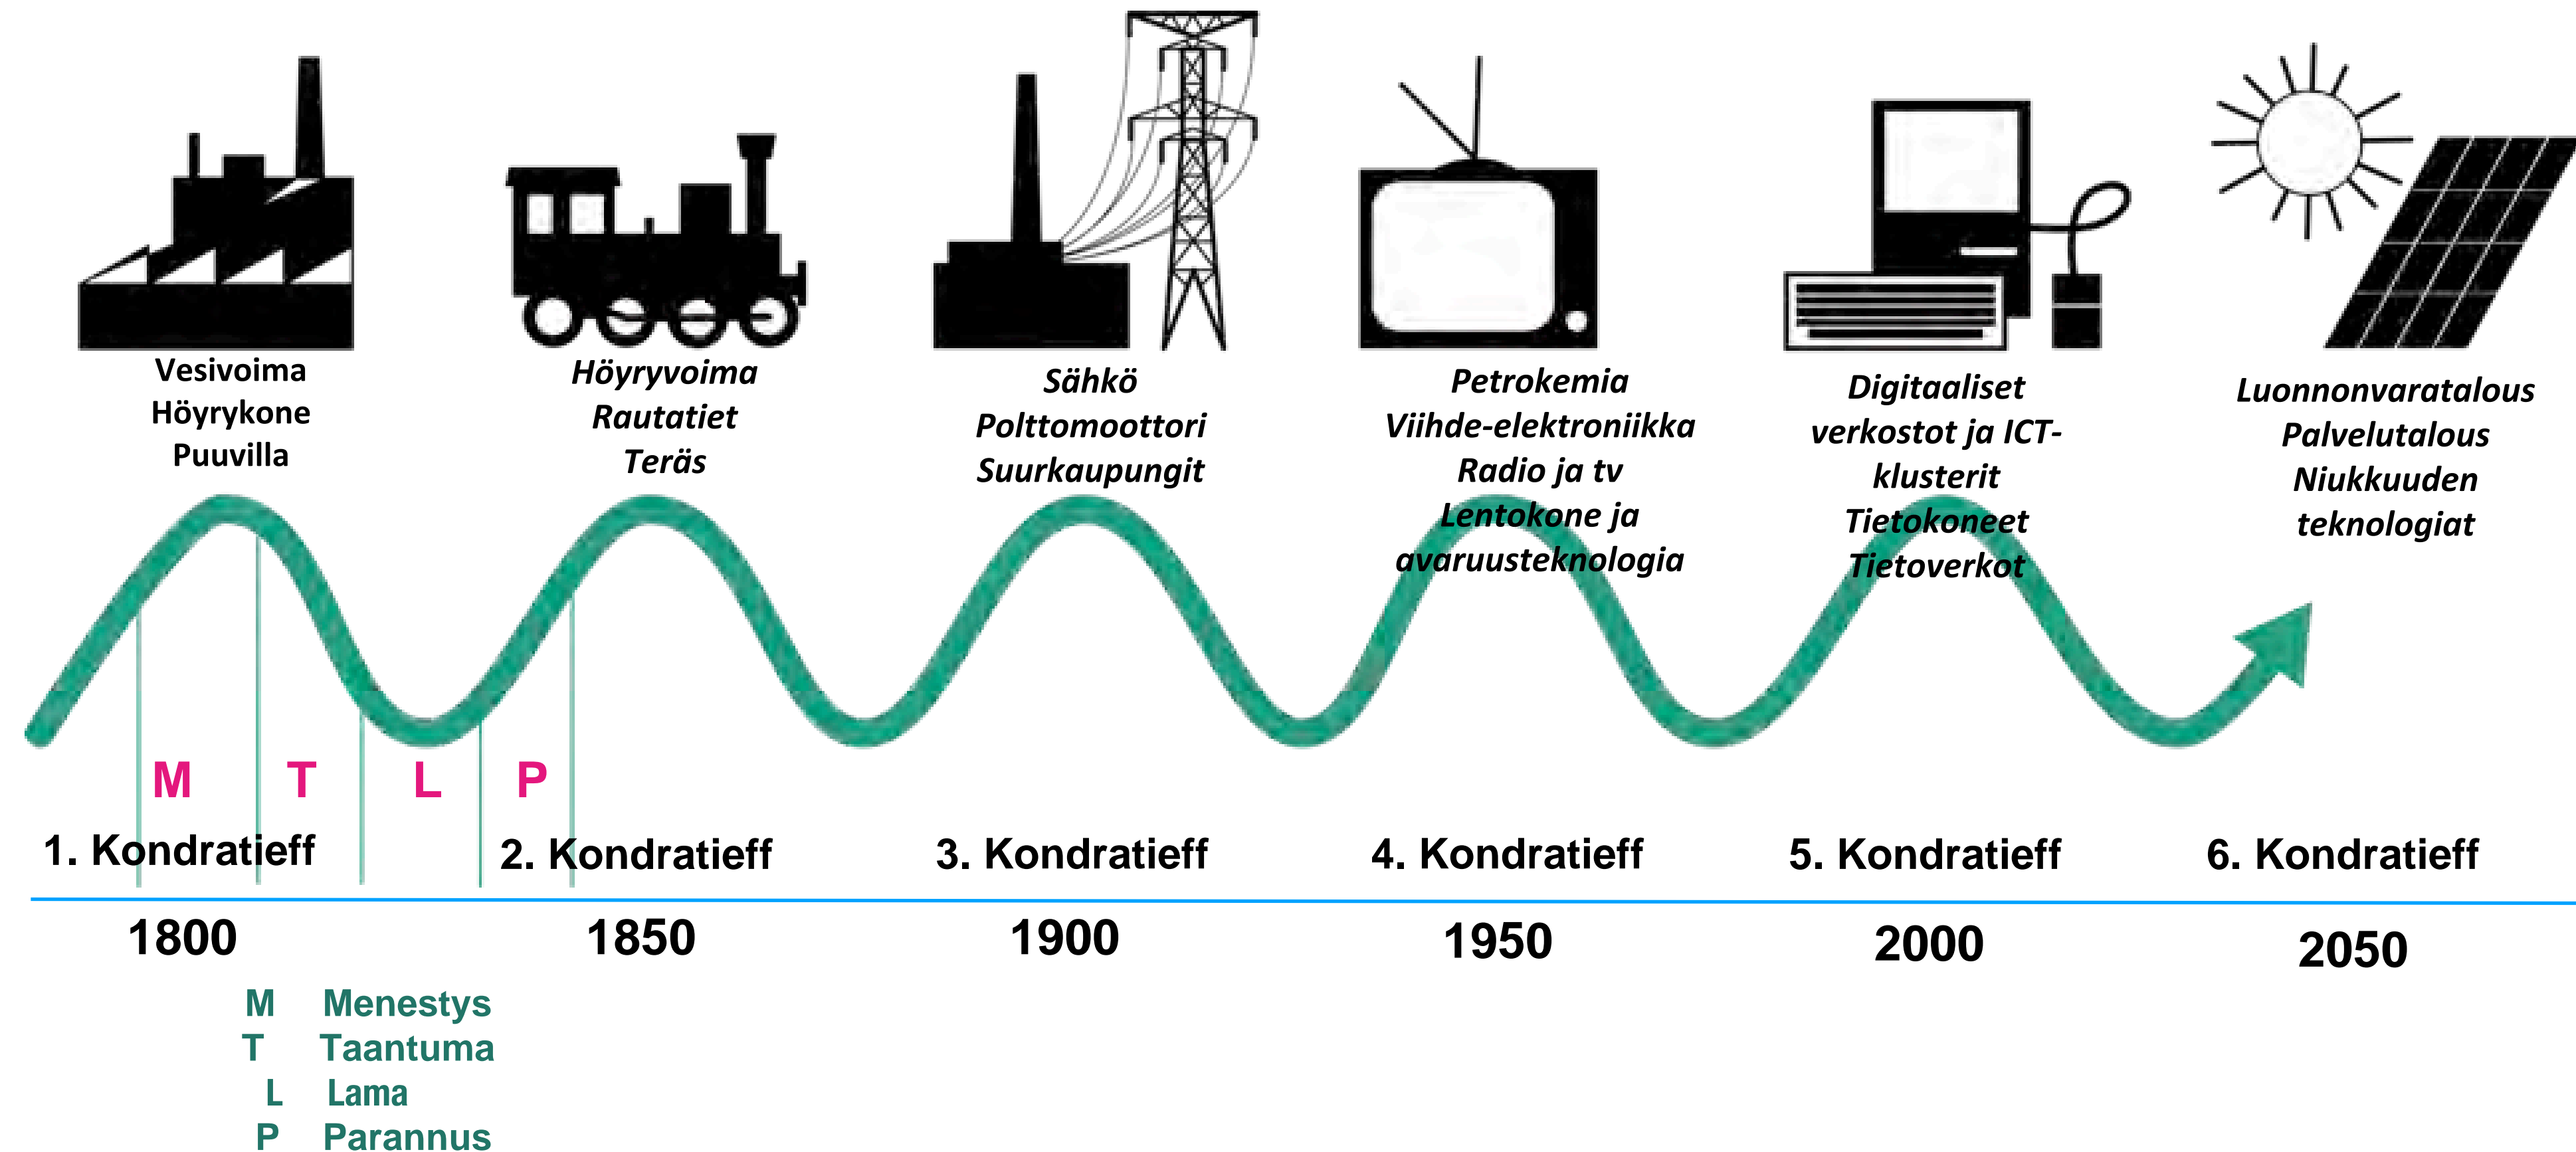 Vesivoima
Höyrykone
Puuvilla
Höyryvoima
Rautatiet
Teräs
Sähkö
Polttomoottori
Suurkaupungit
Petrokemia
Viihde-elektroniikka
Radio ja tv
Lentokone ja
avaruusteknologia
Digitaaliset
verkostot ja ICT-
klusterit
Tietokoneet
Tietoverkot
Luonnonvaratalous
Palvelutalous
Niukkuuden
teknologiat
M T L P
1. Kondratieff 2. Kondratieff 3. Kondratieff 4. Kondratieff 5. Kondratieff 6. Kondratieff
1800 1850 1900 1950 2000 2050
M Menestys
T Taantuma
L Lama
P Parannus